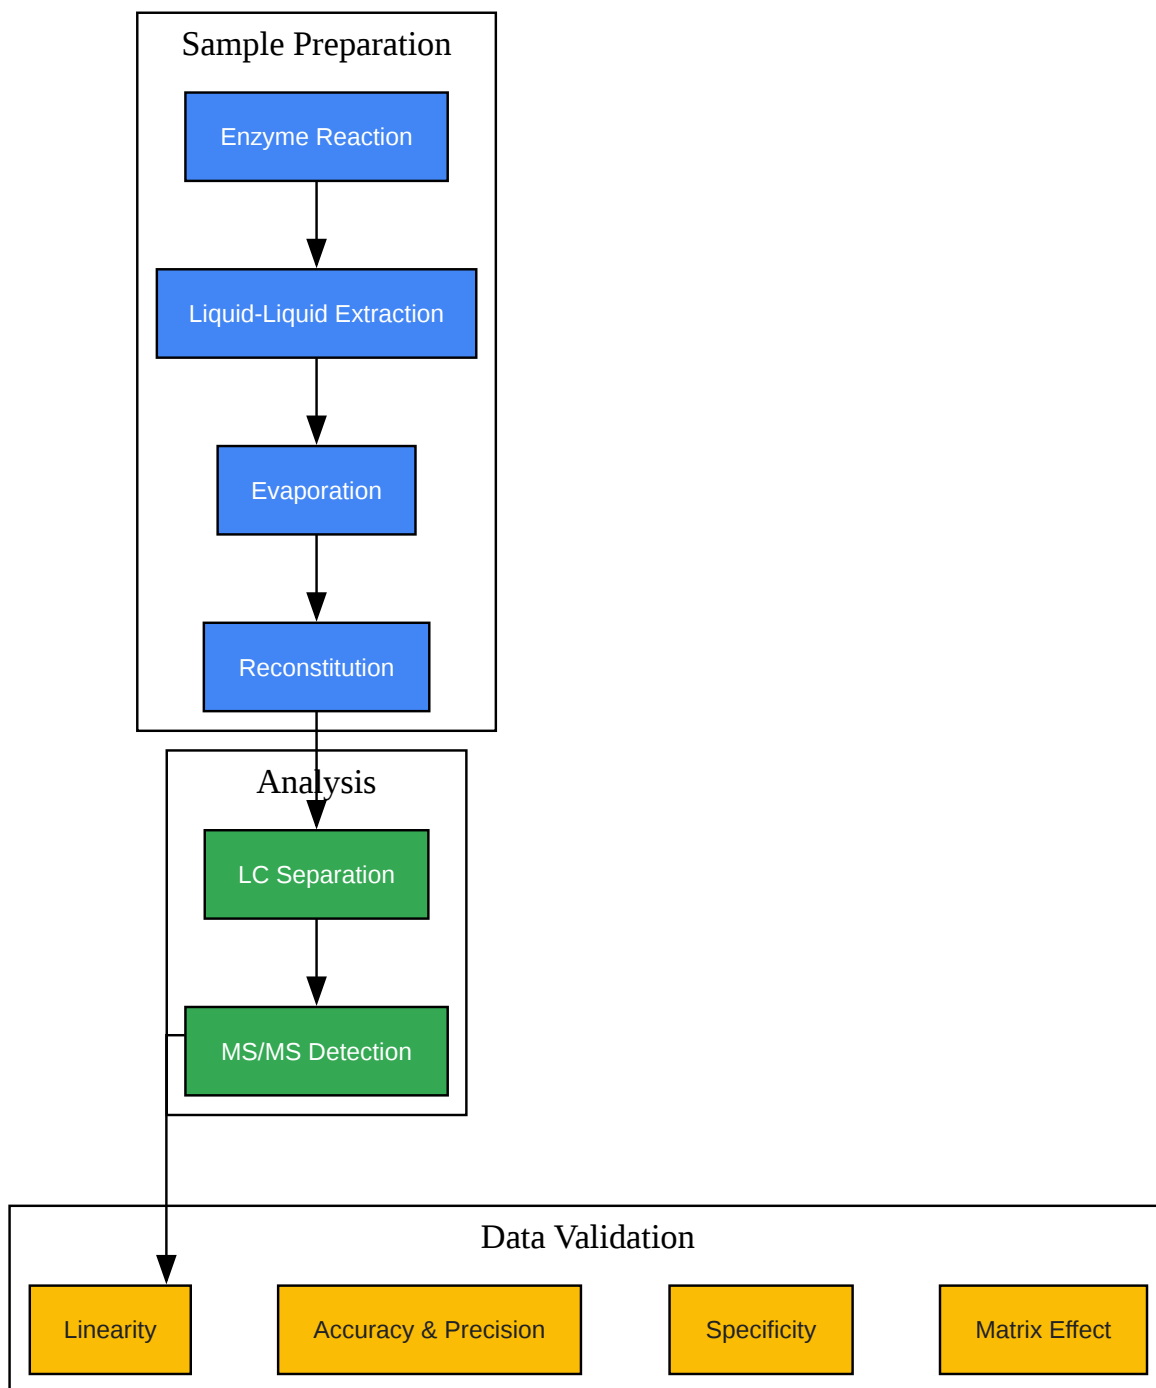 Sample Preparation
Enzyme Reaction
Liquid-Liquid Extraction
Evaporation
Reconstitution
Analysis
LC Separation
MS/MS Detection
Data Validation
Linearity
Accuracy & Precision
Specificity
Matrix Effect